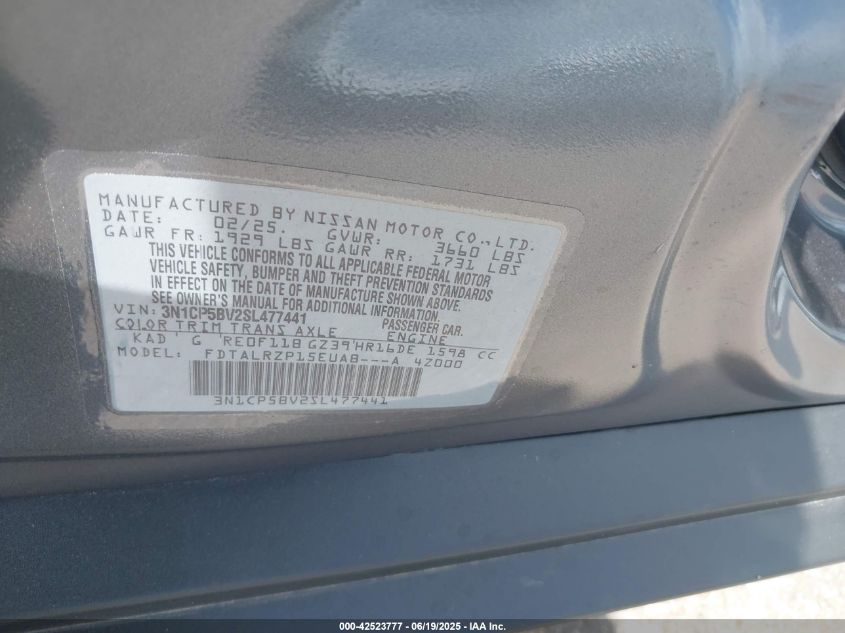 MANUFACTURED BY NISSAN MOTOR CO.,LTD.
DATE: 02/25. GVWR: 3660 LBS
GAWR FR: 1929 LBS GAWR RR: 1731 LBS
THIS VEHICLE CONFORMS TO ALL APPLICABLE FEDERAL MOTOR
VEHICLE SAFETY, BUMPER AND THEFT PREVENTION STANDARDS
IN EFFECT ON THE DATE OF MANUFACTURE SHOWN ABOVE.
SEE OWNER'S MANUAL FOR ADDITIONAL INFORMATION.
VIN: 3N1CP5BV2SL477441 PASSENGER CAR.
COLOR TRIM TRANS AXLE ENGINE
KAD G RE0F11B GZ39 HR16DE 1598 CC
MODEL: FDTALRZP15EUAB---A 4Z000
3N1CP5BV2SL477441
000-42523777 - 06/19/2025 - IAA Inc.